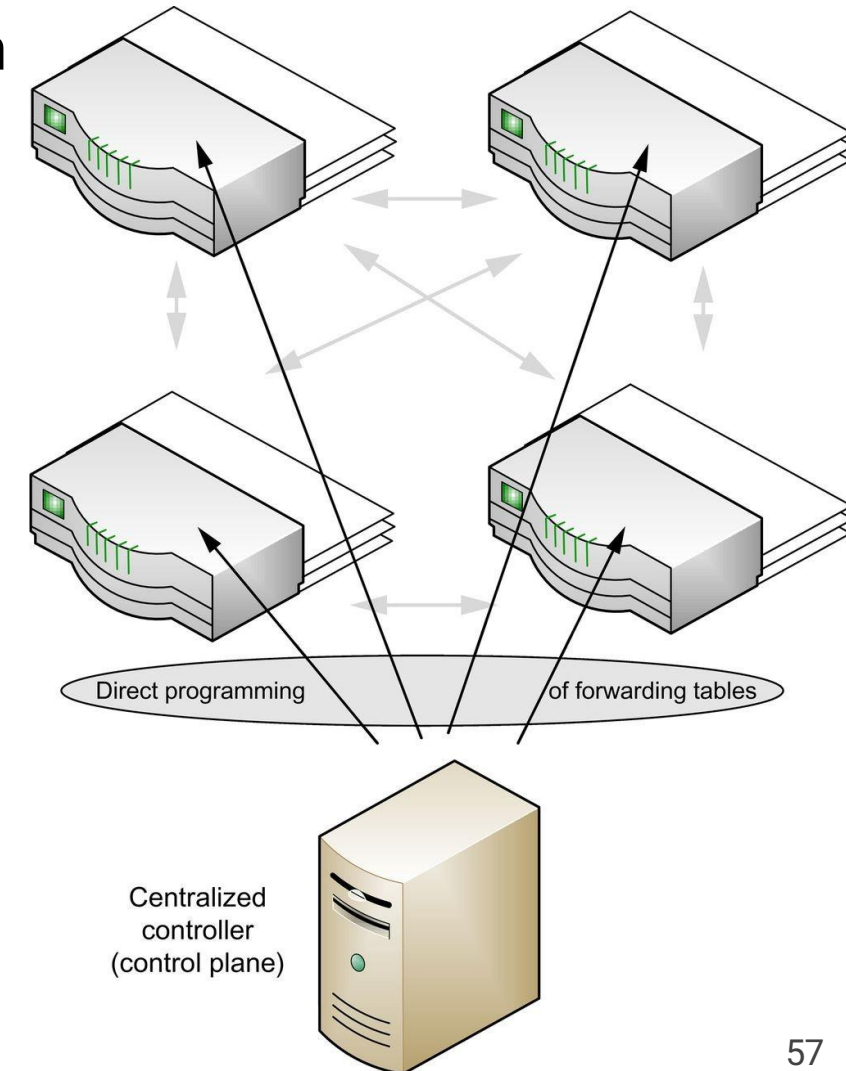 n
Direct programming of forwarding tables
Centralized
controller
(control plane)
57